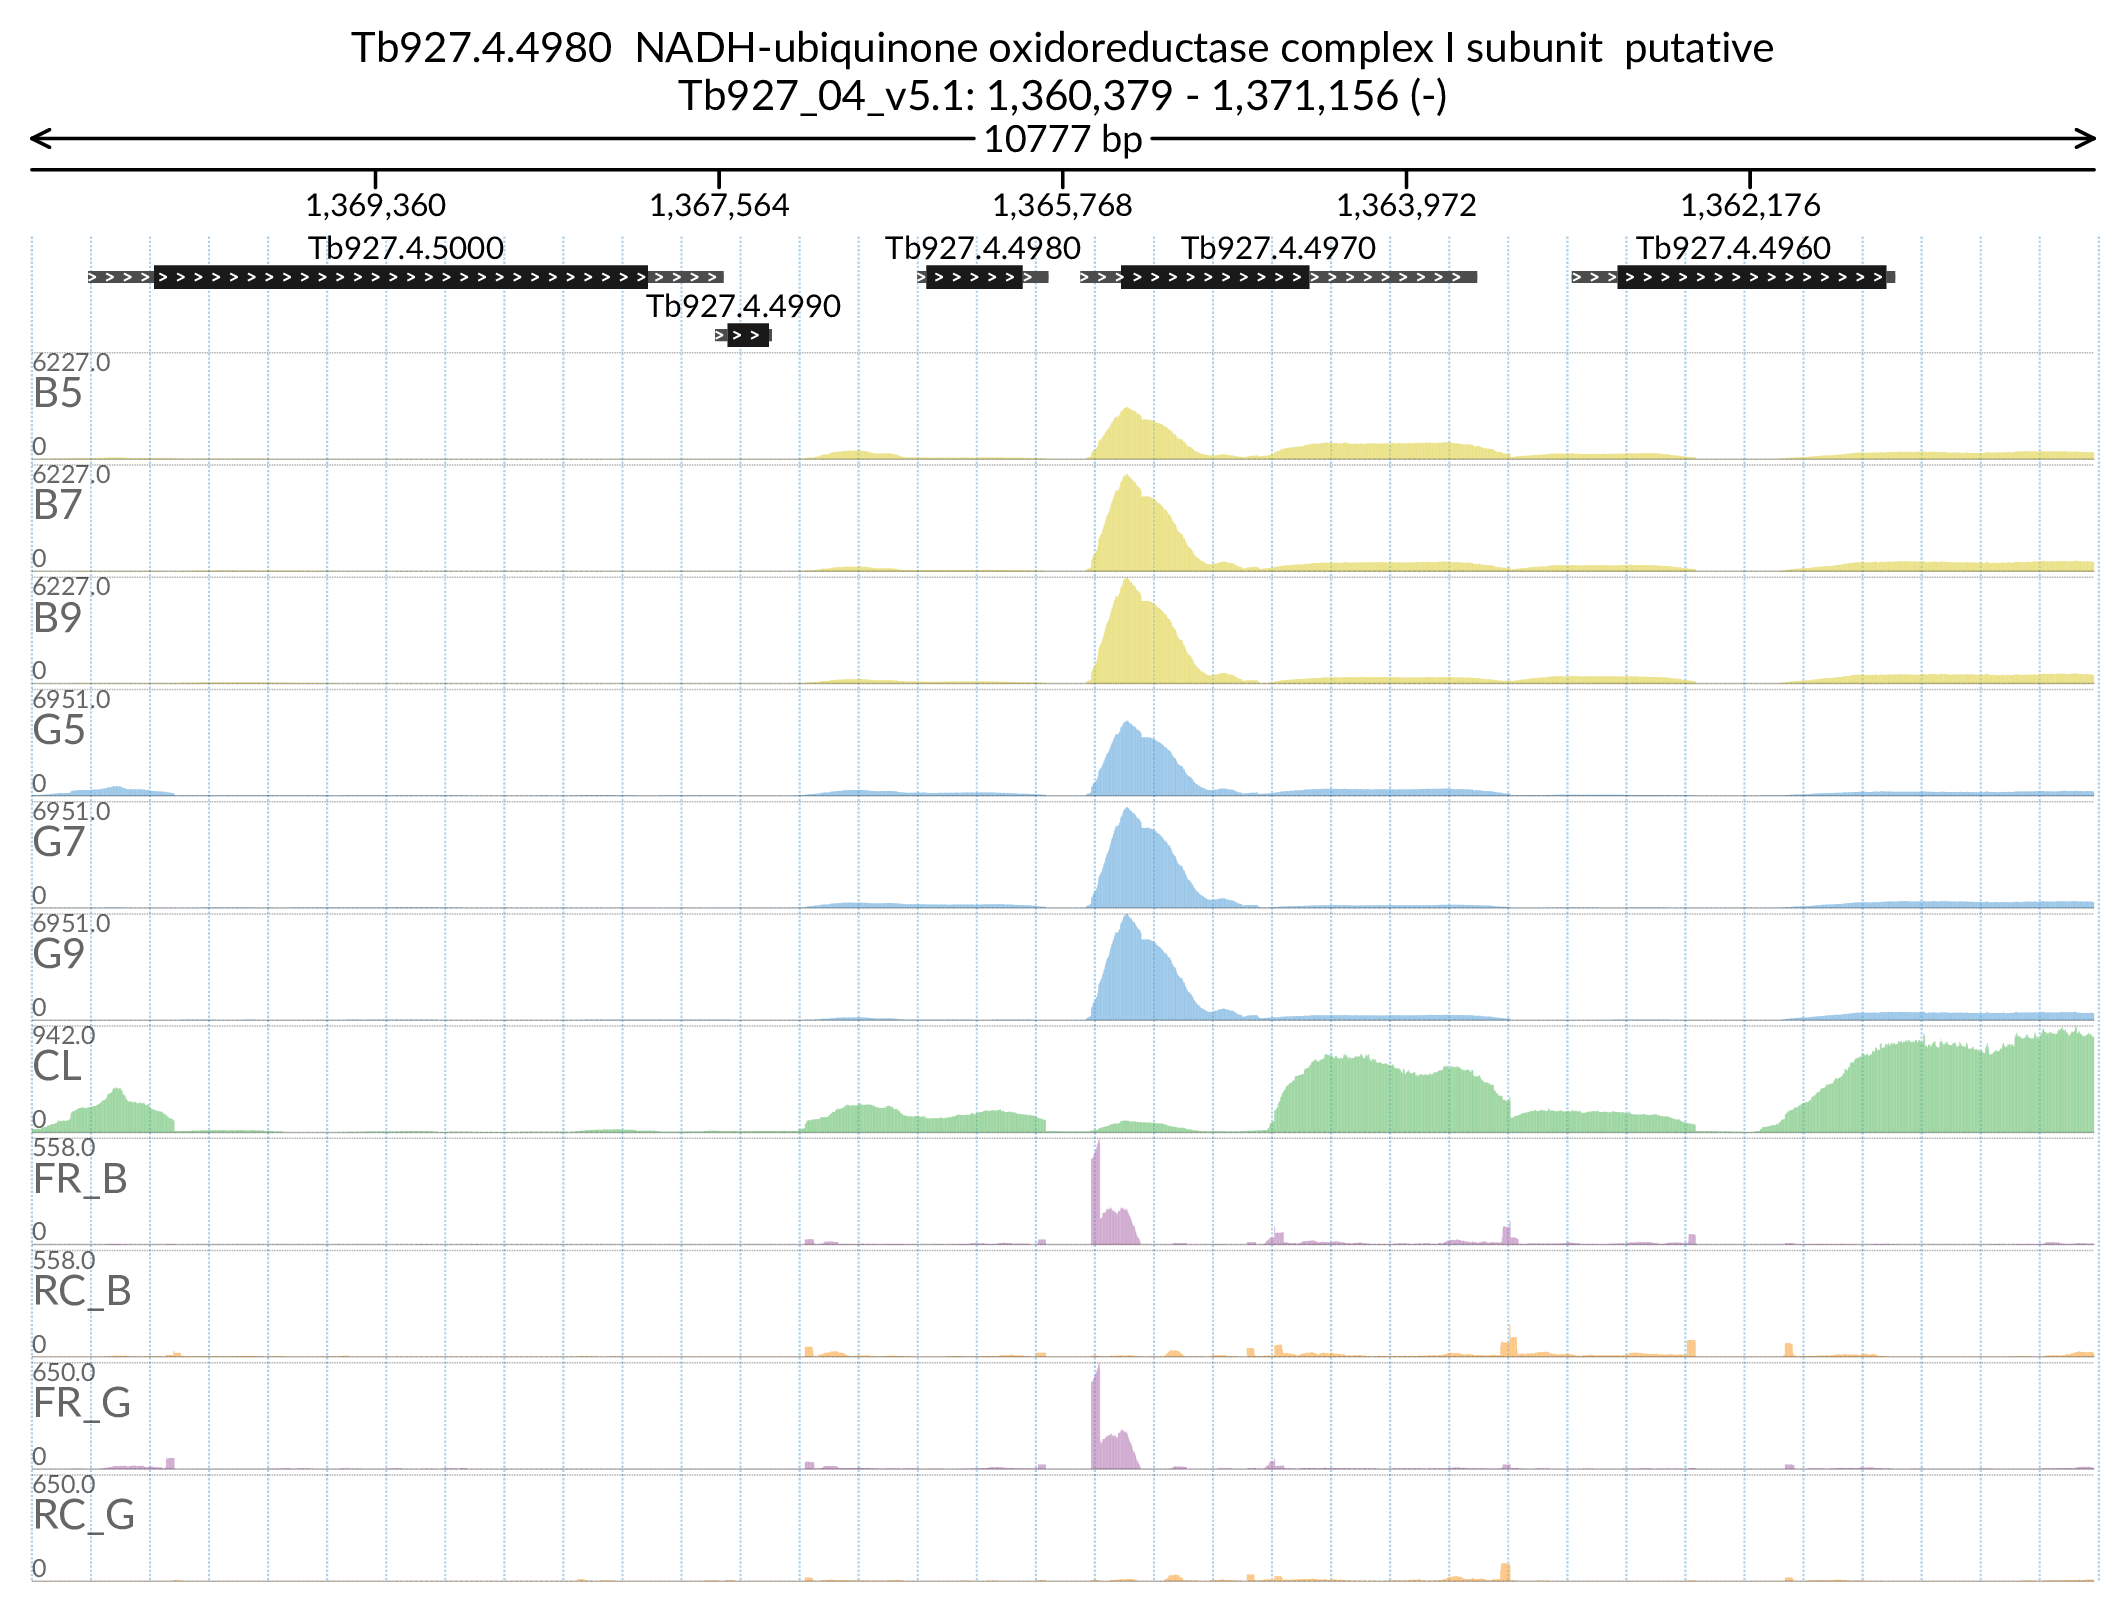 Tb927.4.4980  NADH-ubiquinone oxidoreductase complex I subunit  putative
Tb927_04_v5.1: 1,360,379 - 1,371,156 (-)
10777 bp
1,369,360 1,367,564 1,365,768 1,363,972 1,362,176
Tb927.4.5000 Tb927.4.4980 Tb927.4.4970 Tb927.4.4960
Tb927.4.4990
6227.0
B5
0
6227.0
B7
0
6227.0
B9
0
6951.0
G5
0
6951.0
G7
0
6951.0
G9
0
942.0
CL
0
558.0
FR_B
0
558.0
RC_B
0
650.0
FR_G
0
650.0
RC_G
0